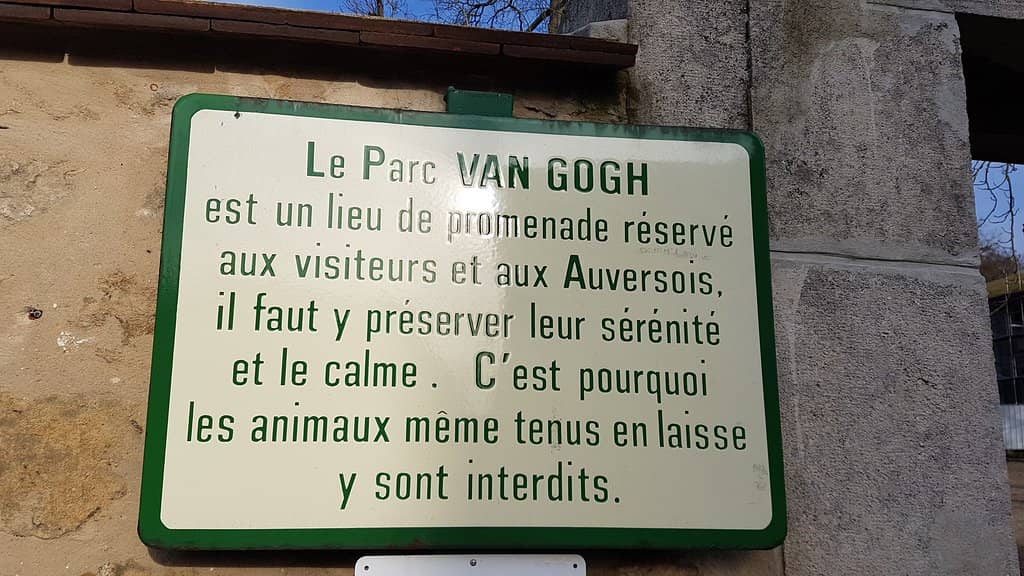 Le Parc VAN GOGH
est un lieu de promenade réservé
aux visiteurs et aux Auversois,
il faut y préserver leur sérénité
et le calme. C'est pourquoi
les animaux même tenus en laisse
y sont interdits.